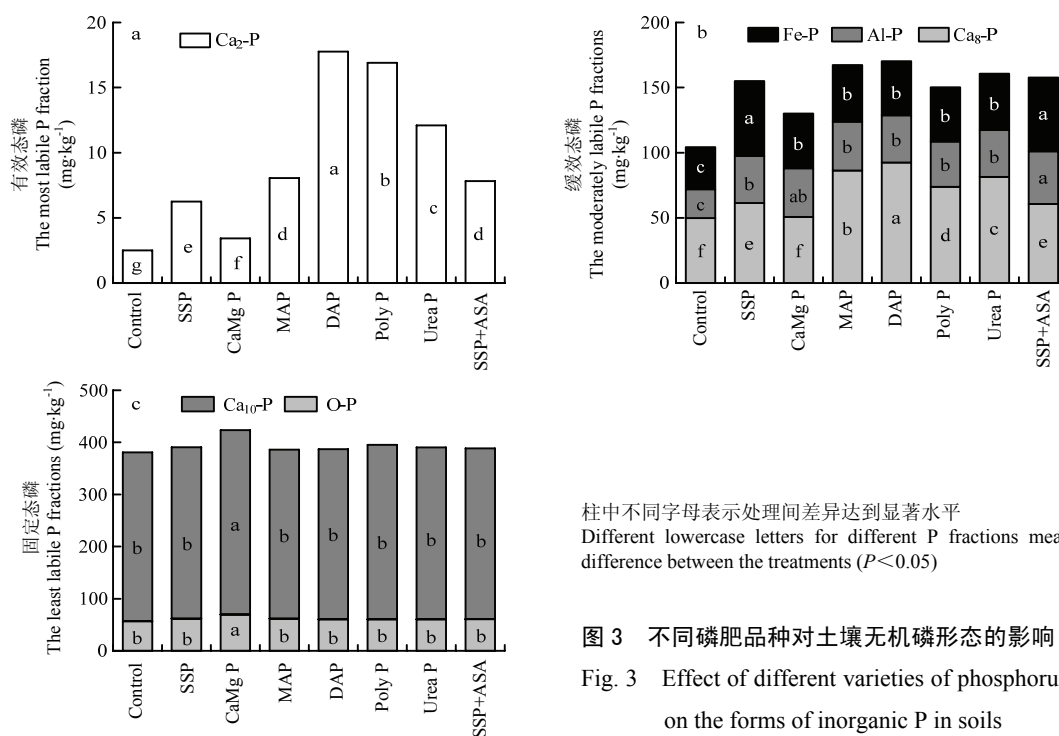 a
Ca₂-P
20
15
10
5
0
有效态磷
The most labile P fraction
(mg·kg⁻¹)
g
e
f
d
a
b
c
d
Control
SSP
CaMg P
MAP
DAP
Poly P
Urea P
SSP+ASA
b
Fe-P
Al-P
Ca₈-P
200
150
100
50
0
缓效态磷
The moderately labile P fractions
(mg·kg⁻¹)
c
a
b
b
b
b
b
a
c
b
ab
b
b
b
b
a
f
e
f
b
a
d
c
e
Control
SSP
CaMg P
MAP
DAP
Poly P
Urea P
SSP+ASA
c
Ca₁₀-P
O-P
500
400
300
200
100
0
固定态磷
The least labile P fractions (mg·kg⁻¹)
b
b
a
b
b
b
b
b
b
b
a
b
b
b
b
b
Control
SSP
CaMg P
MAP
DAP
Poly P
Urea P
SSP+ASA
柱中不同字母表示处理间差异达到显著水平
Different lowercase letters for different P fractions mea
difference between the treatments (P＜0.05)
图 3 不同磷肥品种对土壤无机磷形态的影响
Fig. 3 Effect of different varieties of phosphoru
on the forms of inorganic P in soils